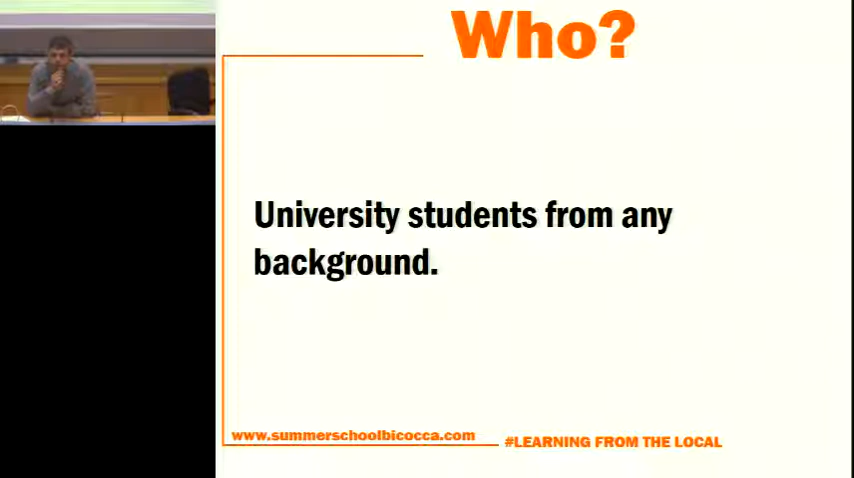 Who?
University students from any
background.
www.summerschoolbicocca.com
#LEARNING FROM THE LOCAL